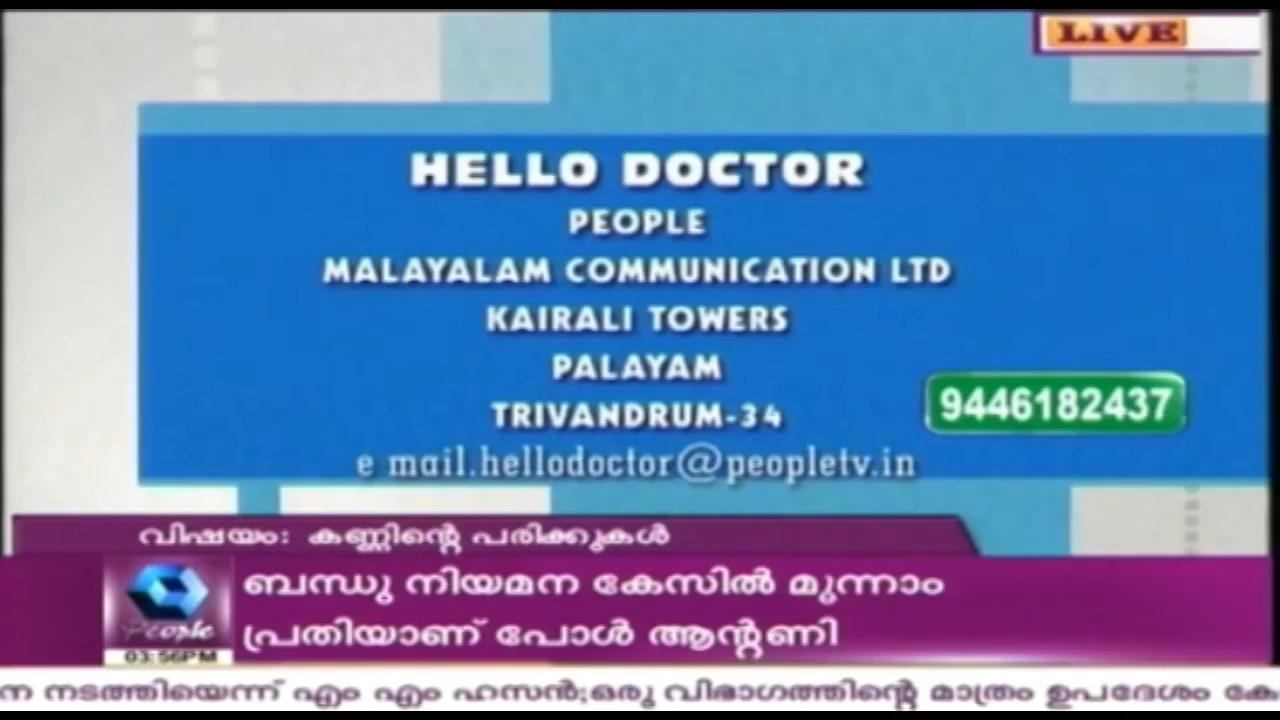 LIVE
HELLO DOCTOR
PEOPLE
MALAYALAM COMMUNICATION LTD
KAIRALI TOWERS
PALAYAM
TRIVANDRUM-34
9446182437
e mail.hellodoctor@peopletv.in
വിഷയം: കണ്ണിന്റെ പരിക്കുകൾ
ബന്ധു നിയമന കേസിൽ മൂന്നാം
പ്രതിയാണ് പോൾ ആന്റണി
People
03:56PM
ന നടത്തിയെന്ന് എം എം ഹസൻ;ഒരു വിഭാഗത്തിന്റെ മാത്രം ഉപദേശം കേ